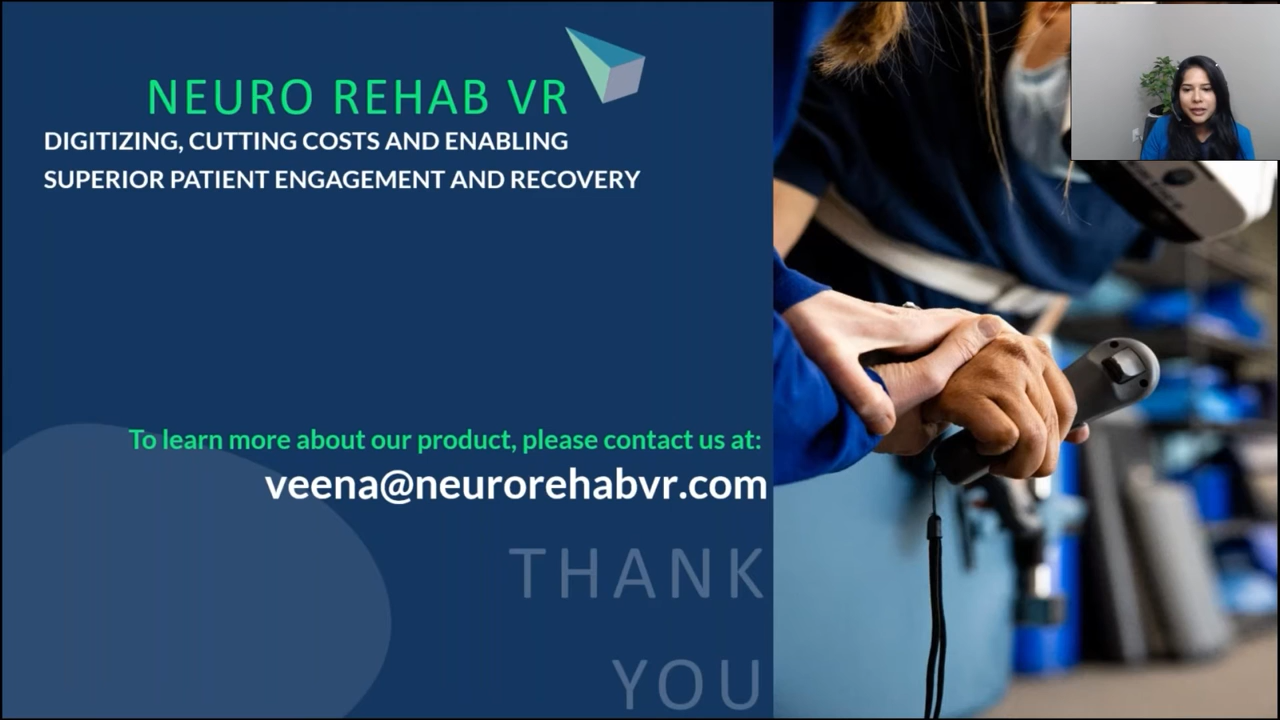 NEURO REHAB VR
DIGITIZING, CUTTING COSTS AND ENABLING
SUPERIOR PATIENT ENGAGEMENT AND RECOVERY
To learn more about our product, please contact us at:
veena@neurorehabvr.com
THANK
YOU